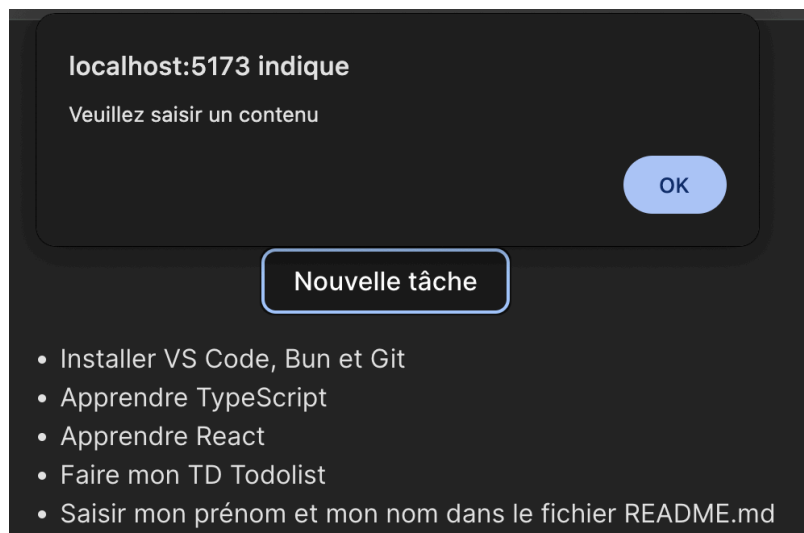 localhost:5173 indique
Veuillez saisir un contenu
OK
Nouvelle tâche
• Installer VS Code, Bun et Git
• Apprendre TypeScript
• Apprendre React
• Faire mon TD Todolist
• Saisir mon prénom et mon nom dans le fichier README.md